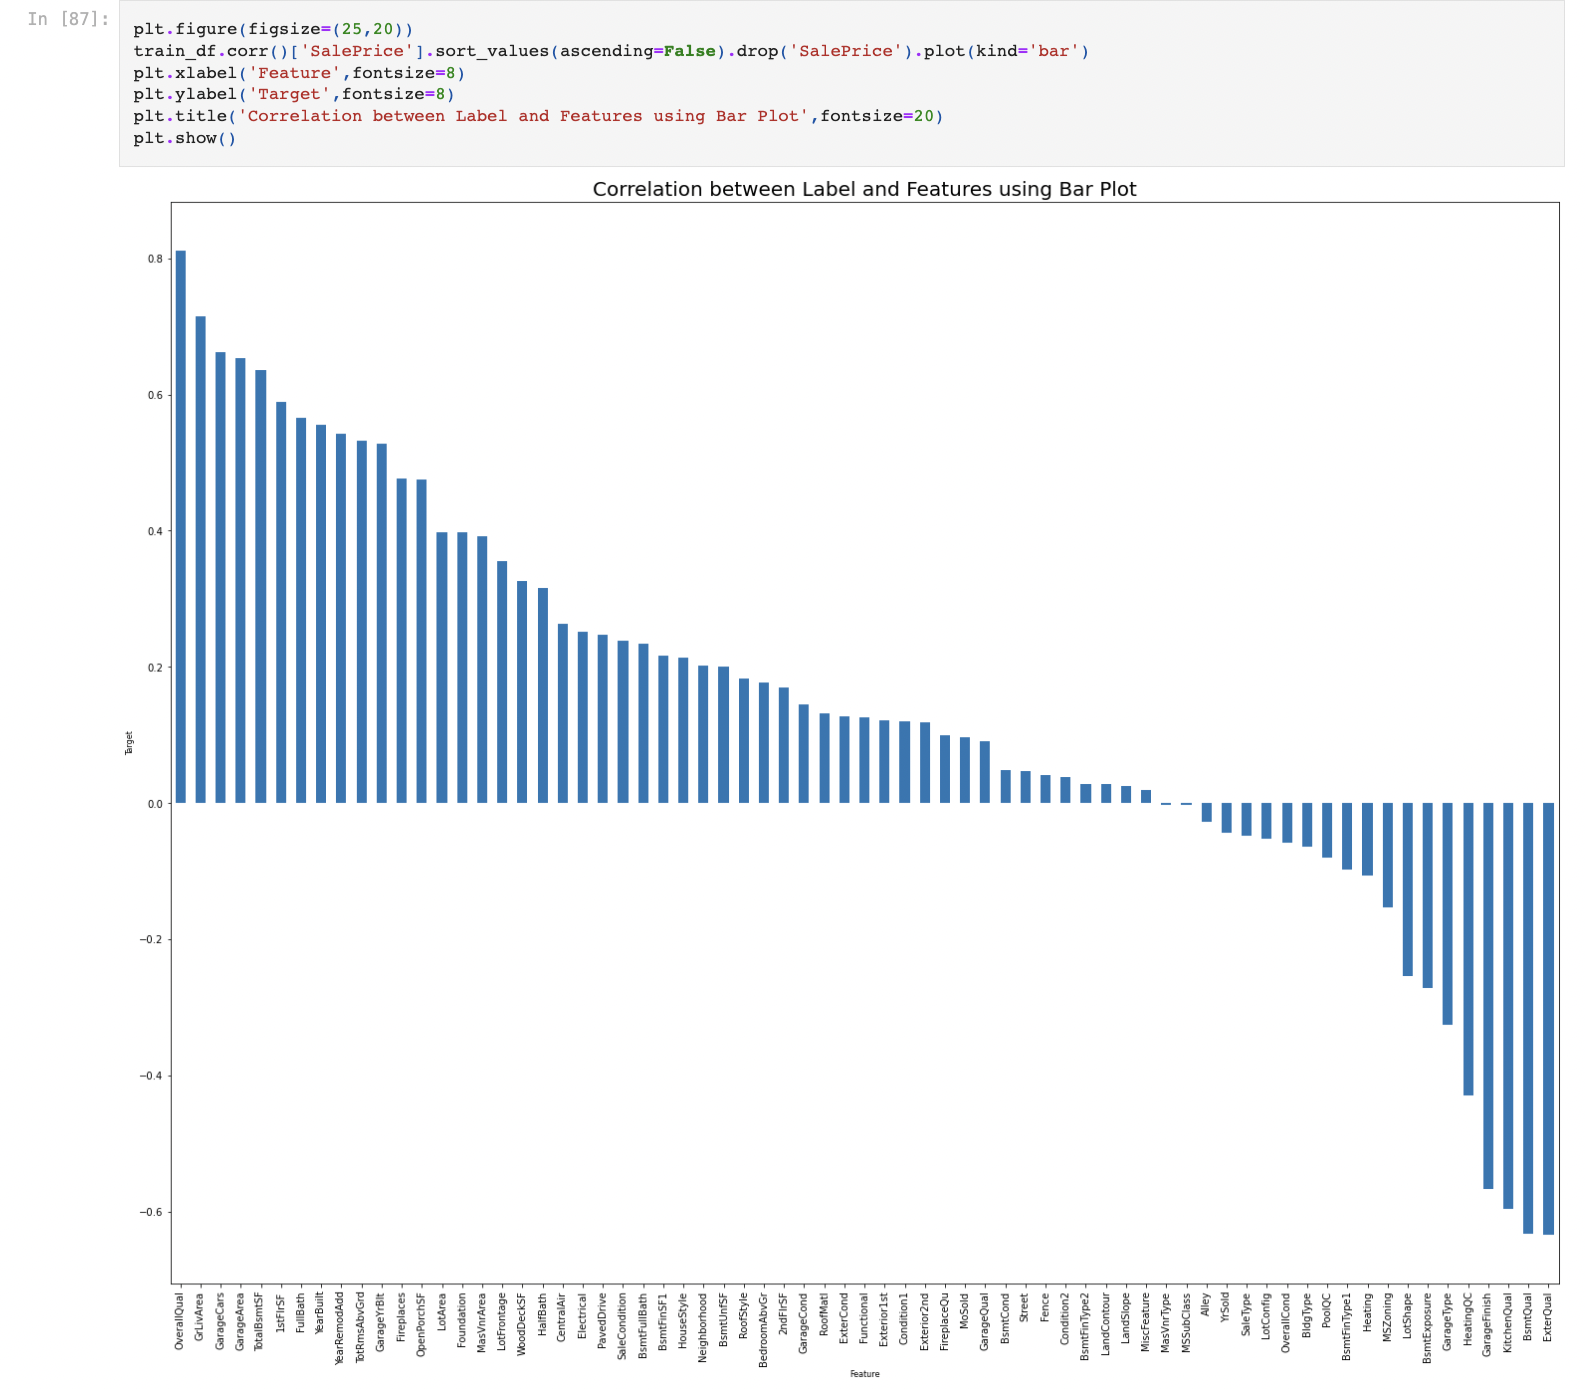 In [87]:
plt.figure(figsize=(25,20))
train_df.corr()['SalePrice'].sort_values(ascending=False).drop('SalePrice').plot(kind='bar')
plt.xlabel('Feature',fontsize=8)
plt.ylabel('Target',fontsize=8)
plt.title('Correlation between Label and Features using Bar Plot',fontsize=20)
plt.show()
Correlation between Label and Features using Bar Plot
0.8
0.6
0.4
0.2
0.0
−0.2
−0.4
−0.6
Target
OverallQual
GrLivArea
GarageCars
GarageArea
TotalBsmtSF
1stFlrSF
FullBath
YearBuilt
YearRemodAdd
TotRmsAbvGrd
GarageYrBlt
Fireplaces
OpenPorchSF
LotArea
Foundation
MasVnrArea
LotFrontage
WoodDeckSF
HalfBath
CentralAir
Electrical
PavedDrive
SaleCondition
BsmtFullBath
BsmtFinSF1
HouseStyle
Neighborhood
BsmtUnfSF
RoofStyle
BedroomAbvGr
2ndFlrSF
GarageCond
RoofMatl
ExterCond
Functional
Exterior1st
Condition1
Exterior2nd
FireplaceQu
MoSold
GarageQual
BsmtCond
Street
Fence
Condition2
BsmtFinType2
LandContour
LandSlope
MiscFeature
MasVnrType
MSSubClass
Alley
YrSold
SaleType
LotConfig
OverallCond
BldgType
PoolQC
BsmtFinType1
Heating
MSZoning
LotShape
BsmtExposure
GarageType
HeatingQC
GarageFinish
KitchenQual
BsmtQual
ExterQual
Feature